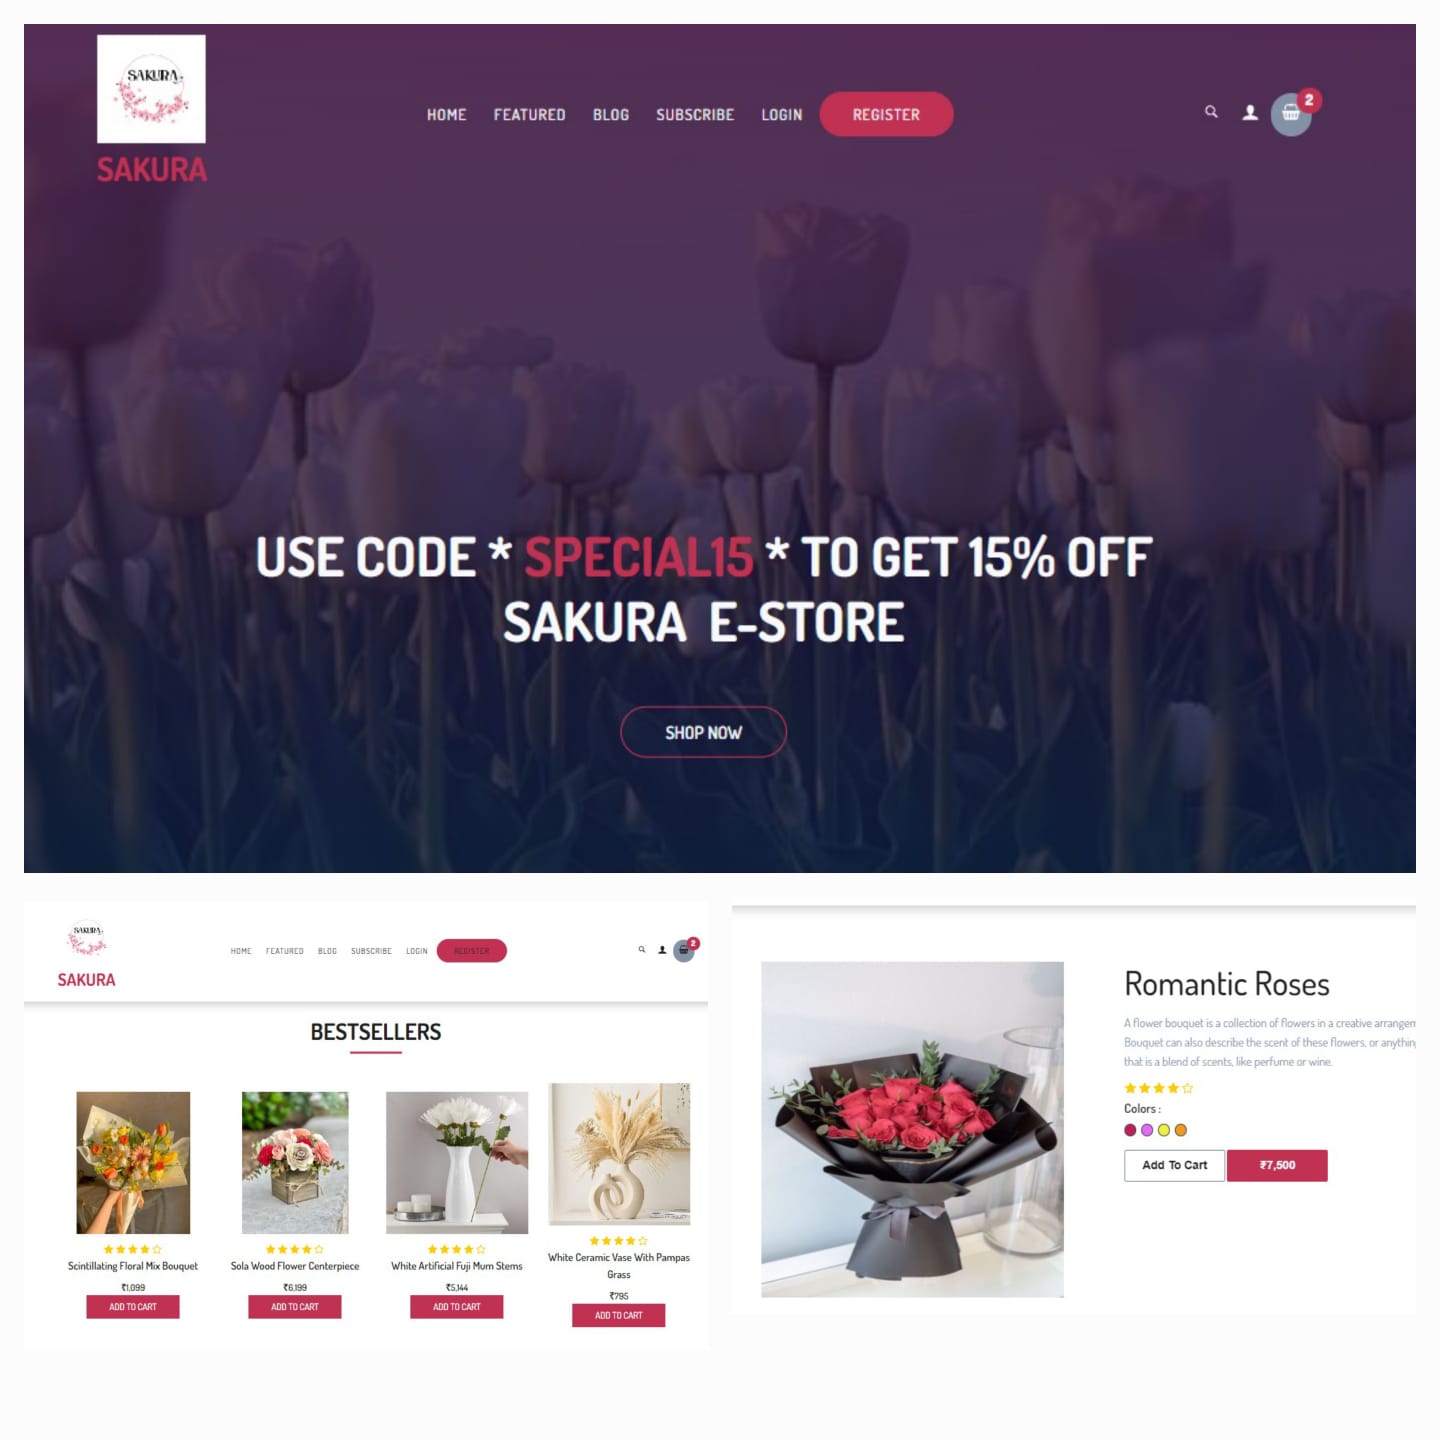 SAKURA
SAKURA
HOME FEATURED BLOG SUBSCRIBE LOGIN REGISTER
2
USE CODE * SPECIAL15 * TO GET 15% OFF
SAKURA E-STORE
SHOP NOW
SAKURA
SAKURA
HOME FEATURED BLOG SUBSCRIBE LOGIN REGISTER
2
BESTSELLERS
Scintillating Floral Mix Bouquet
₹1,099
ADD TO CART
Sola Wood Flower Centerpiece
₹6,199
ADD TO CART
White Artificial Fuji Mum Stems
₹5,144
ADD TO CART
White Ceramic Vase With Pampas
Grass
₹795
ADD TO CART
Romantic Roses
A flower bouquet is a collection of flowers in a creative arrangem
Bouquet can also describe the scent of these flowers, or anything
that is a blend of scents, like perfume or wine.
Colors :
Add To Cart ₹7,500